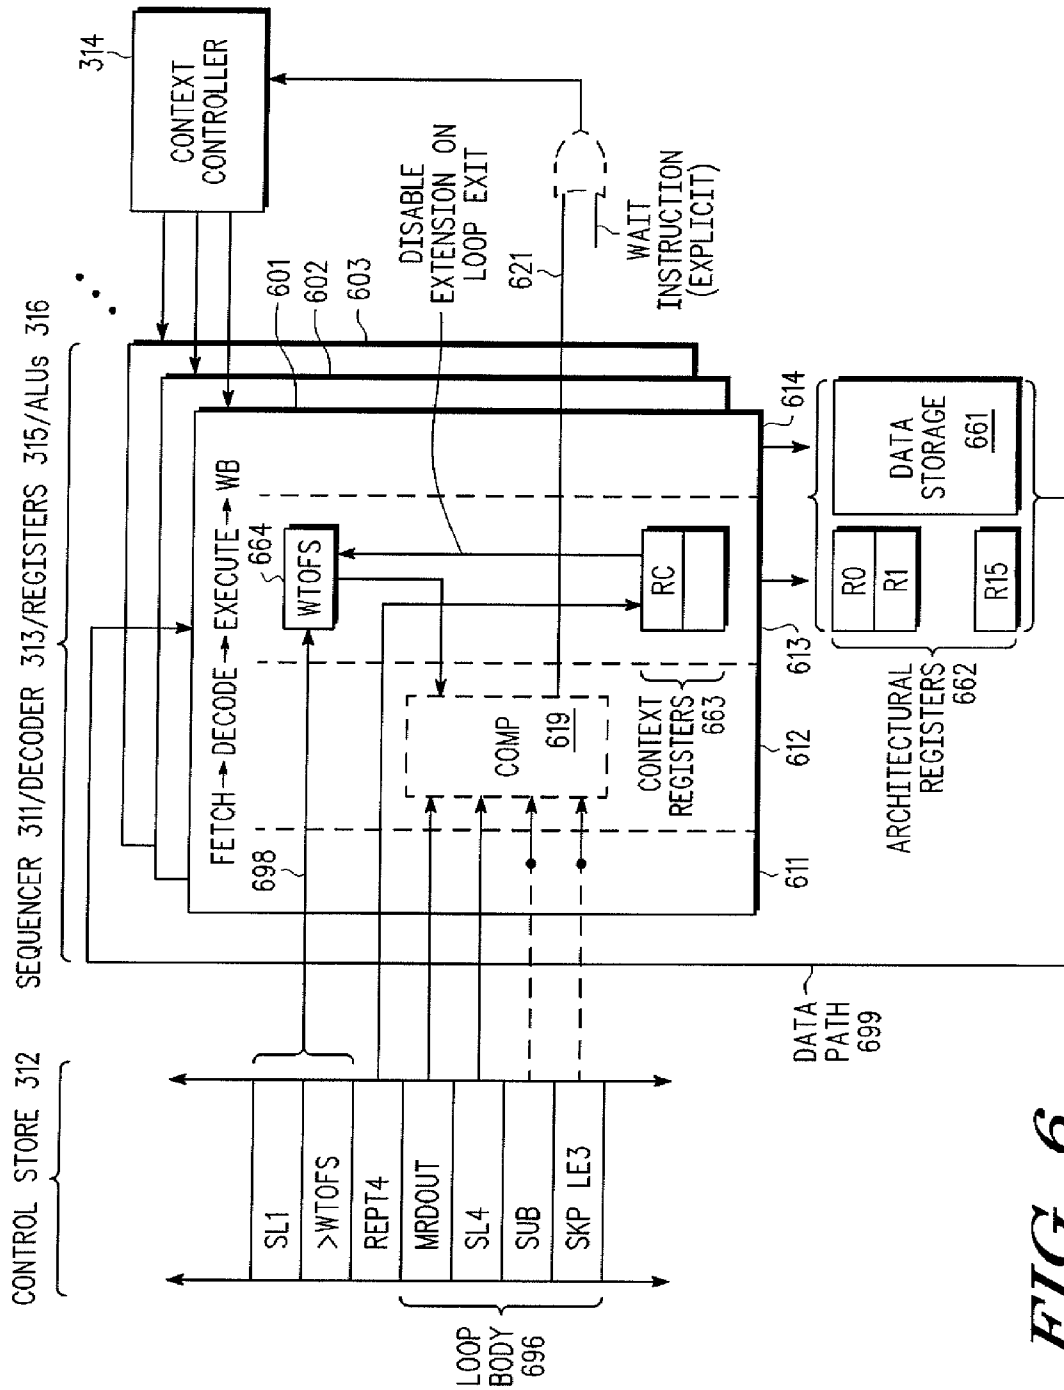 CONTROL STORE 312
SEQUENCER 311/DECODER 313/REGISTERS 315/ALUs 316
SL1
>WTOFS
REPT4
MRDOUT
SL4
SUB
SKP LE3
LOOP
BODY
696
698
FETCH DECODE EXECUTE WB
664
WTOFS
COMP
619
CONTEXT
REGISTERS
663
RC
611
612
613
614
601
602
603
314
CONTEXT
CONTROLLER
DISABLE
EXTENSION ON
LOOP EXIT
621
WAIT
INSTRUCTION
(EXPLICIT)
DATA
PATH
699
ARCHITECTURAL
REGISTERS
662
R0
R1
R15
DATA
STORAGE
661
FIG. 6